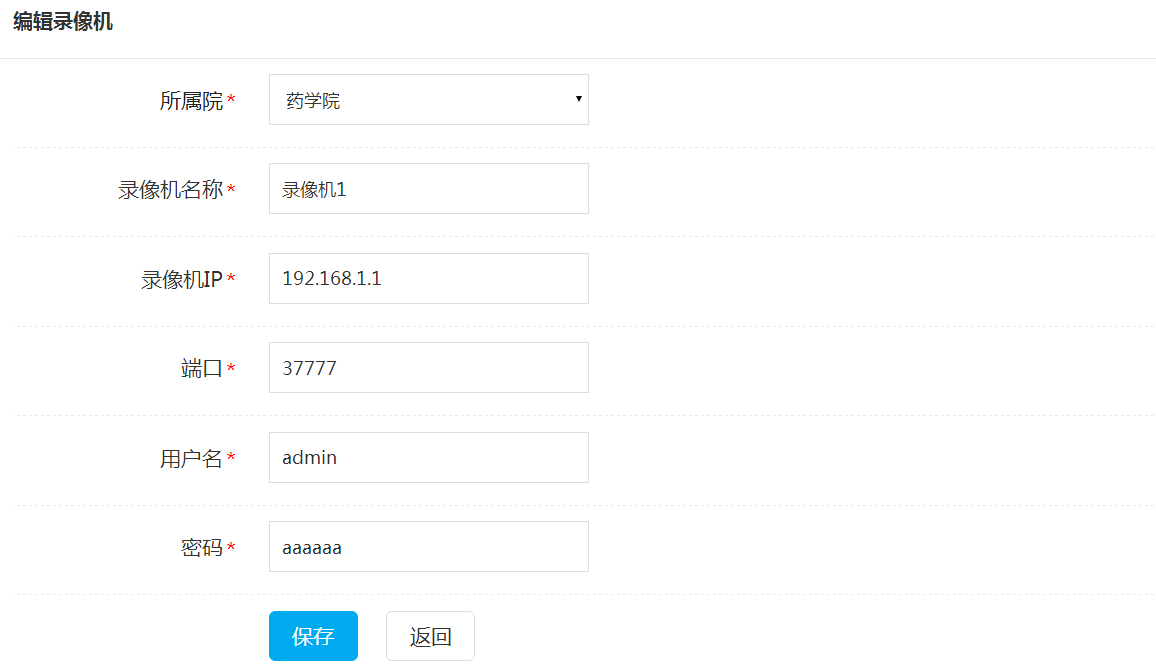 编辑录像机
所属院* 药学院
录像机名称* 录像机1
录像机IP* 192.168.1.1
端口* 37777
用户名* admin
密码* aaaaaa
保存 返回